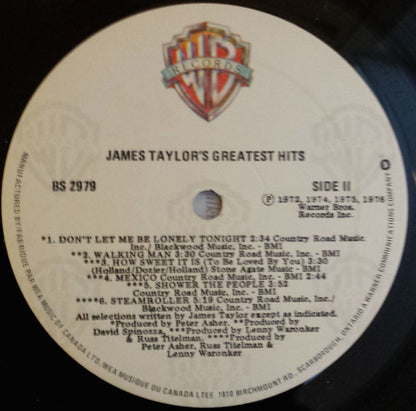 WB
RECORDS
JAMES TAYLOR'S GREATEST HITS
BS 2979
SIDE II
Ⓟ 1972, 1974, 1975, 1976
Warner Bros.
Records Inc.
*1. DON'T LET ME BE LONELY TONIGHT 2:34 Country Road Music,
Inc./ Blackwood Music, Inc. - BMI
**2. WALKING MAN 3:30 Country Road Music, Inc. - BMI
***3. HOW SWEET IT IS (To Be Loved By You) 3:30
(Holland/Dozier/Holland) Stone Agate Music - BMI
***4. MEXICO Country Road Music, Inc. - BMI 2:44
****5. SHOWER THE PEOPLE 3:52
Country Road Music, Inc. - BMI
****6. STEAMROLLER 5:19 Country Road Music, Inc./
Blackwood Music, Inc. - BMI
All selections written by James Taylor except as indicated.
*Produced by Peter Asher. **Produced by
David Spinozza, ***Produced by Lenny Waronker
& Russ Titelman ****Produced by
Peter Asher, Russ Titelman &
Lenny Waronker
MANUFACTURED BY/FABRIQUÉ PAR WEA MUSIC OF CANADA, LTD./WEA MUSIQUE DU CANADA LTEE. 1810 BIRCHMOUNT RD., SCARBOROUGH, ONTARIO A WARNER COMMUNICATIONS COMPANY